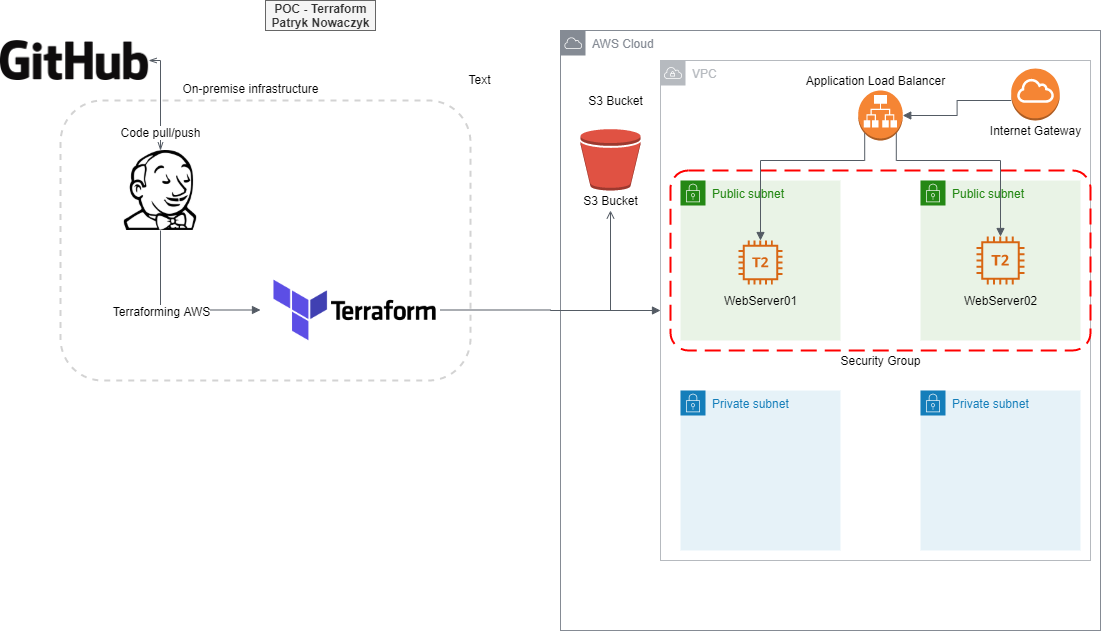 POC - Terraform
Patryk Nowaczyk
GitHub
On-premise infrastructure
Text
Code pull/push
Terraforming AWS
Terraform
AWS Cloud
S3 Bucket
S3 Bucket
VPC
Application Load Balancer
Internet Gateway
Public subnet
Public subnet
T2
T2
WebServer01
WebServer02
Security Group
Private subnet
Private subnet